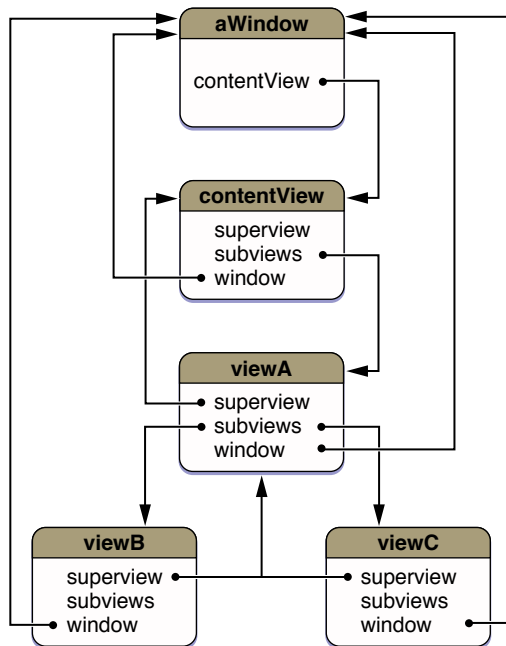 aWindow
contentView
contentView
superview
subviews
window
viewA
superview
subviews
window
viewB
superview
subviews
window
viewC
superview
subviews
window